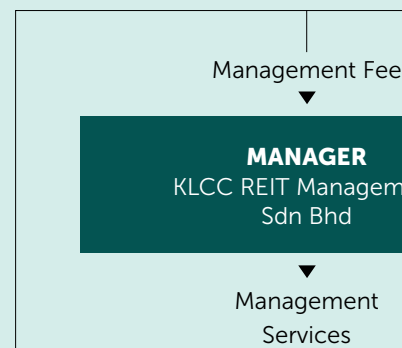 Management Fee
MANAGER
KLCC REIT Managem
Sdn Bhd
Management
Services